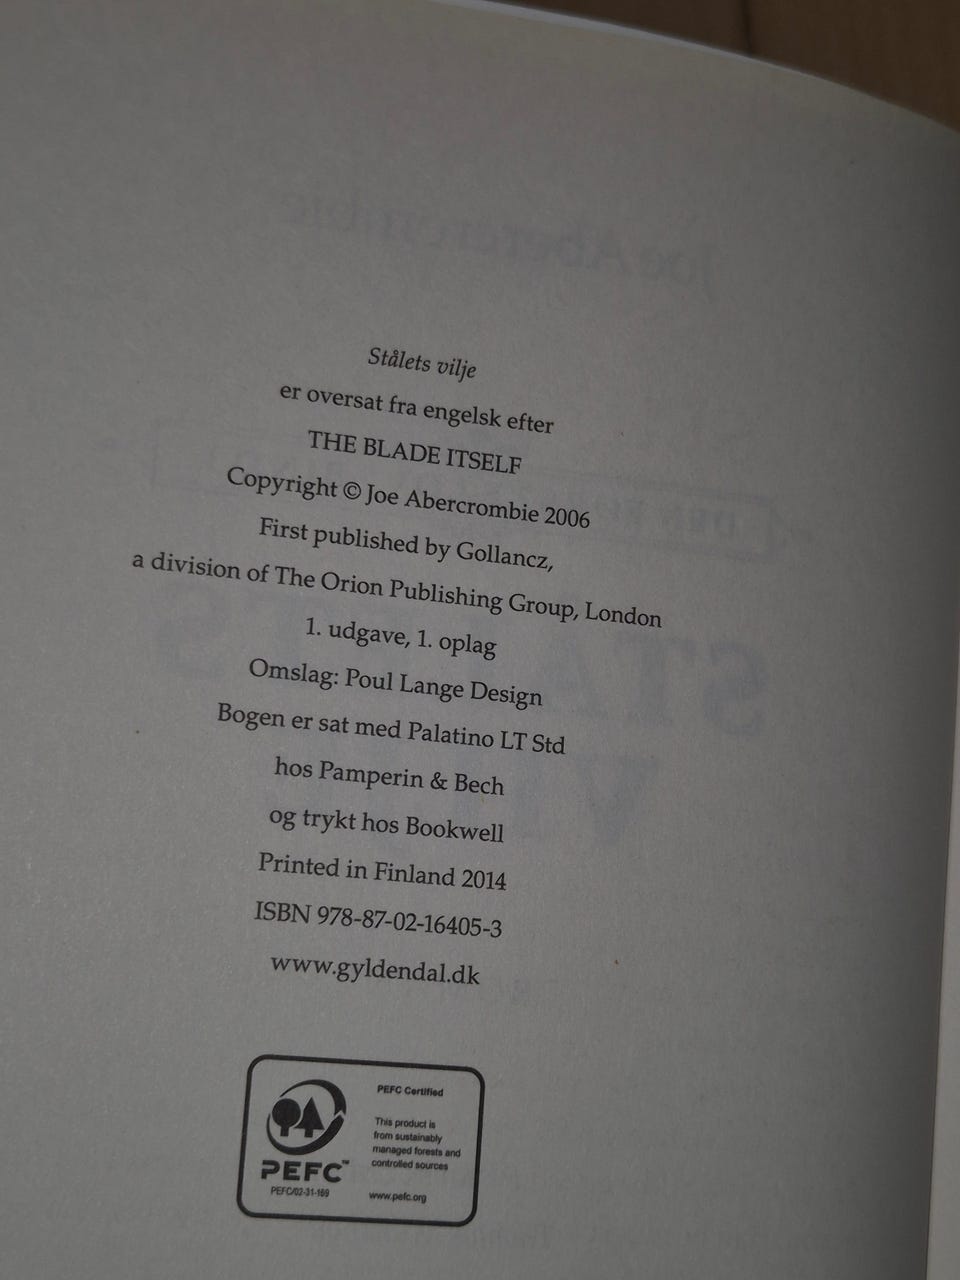 Stålets vilje
er oversat fra engelsk efter
THE BLADE ITSELF
Copyright © Joe Abercrombie 2006
First published by Gollancz,
a division of The Orion Publishing Group, London
1. udgave, 1. oplag
Omslag: Poul Lange Design
Bogen er sat med Palatino LT Std
hos Pamperin & Bech
og trykt hos Bookwell
Printed in Finland 2014
ISBN 978-87-02-16405-3
www.gyldendal.dk
PEFC™
PEFC/02-31-169
PEFC Certified
This product is
from sustainably
managed forests and
controlled sources
www.pefc.org